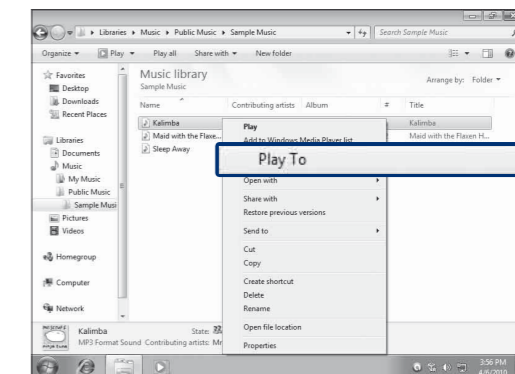 Libraries ▸ Music ▸ Public Music ▸ Sample Music
Search Sample Music
Organize
Play
Play all
Share with
New folder
Favorites
Desktop
Downloads
Recent Places
Libraries
Documents
Music
My Music
Public Music
Sample Musi
Pictures
Videos
Homegroup
Computer
Network
Music library
Sample Music
Arrange by: Folder
Name
Contributing artists
Album
#
Title
Kalimba
Kalimba
Maid with the Flaxe...
Maid with the Flaxen H...
Sleep Away
Play
Add to Windows Media Player list
Play To
Open with
Share with
Restore previous versions
Send to
Cut
Copy
Create shortcut
Delete
Rename
Open file location
Properties
Kalimba
State:
MP3 Format Sound
Contributing artists: Mr
3:56 PM
4/6/2010